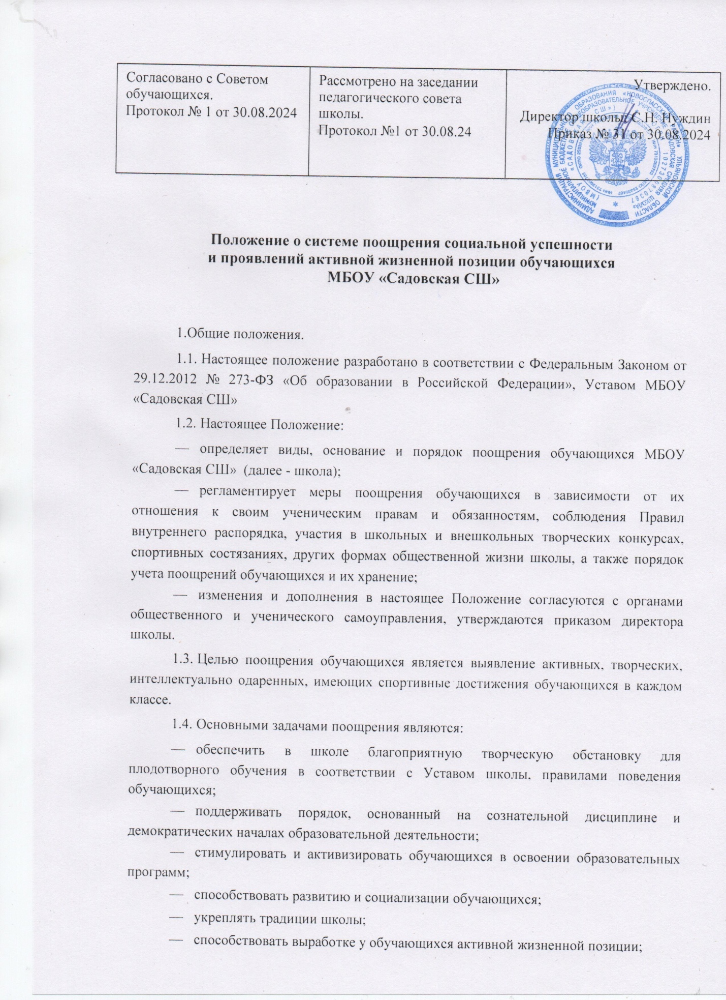 Согласовано с Советом
обучающихся.
Протокол № 1 от 30.08.2024
Рассмотрено на заседании
педагогического совета
школы.
Протокол №1 от 30.08.24
Утверждено.
Директор школы: С.Н. Нуждин
Приказ № 31 от 30.08.2024
Положение о системе поощрения социальной успешности
и проявлений активной жизненной позиции обучающихся
МБОУ «Садовская СШ»
1.Общие положения.
1.1. Настоящее положение разработано в соответствии с Федеральным Законом от
29.12.2012 № 273-ФЗ «Об образовании в Российской Федерации», Уставом МБОУ
«Садовская СШ»
1.2. Настоящее Положение:
— определяет виды, основание и порядок поощрения обучающихся МБОУ
«Садовская СШ» (далее - школа);
— регламентирует меры поощрения обучающихся в зависимости от их
отношения к своим ученическим правам и обязанностям, соблюдения Правил
внутреннего распорядка, участия в школьных и внешкольных творческих конкурсах,
спортивных состязаниях, других формах общественной жизни школы, а также порядок
учета поощрений обучающихся и их хранение;
— изменения и дополнения в настоящее Положение согласуются с органами
общественного и ученического самоуправления, утверждаются приказом директора
школы.
1.3. Целью поощрения обучающихся является выявление активных, творческих,
интеллектуально одаренных, имеющих спортивные достижения обучающихся в каждом
классе.
1.4. Основными задачами поощрения являются:
— обеспечить в школе благоприятную творческую обстановку для
плодотворного обучения в соответствии с Уставом школы, правилами поведения
обучающихся;
— поддерживать порядок, основанный на сознательной дисциплине и
демократических началах образовательной деятельности;
— стимулировать и активизировать обучающихся в освоении образовательных
программ;
— способствовать развитию и социализации обучающихся;
— укреплять традиции школы;
— способствовать выработке у обучающихся активной жизненной позиции;